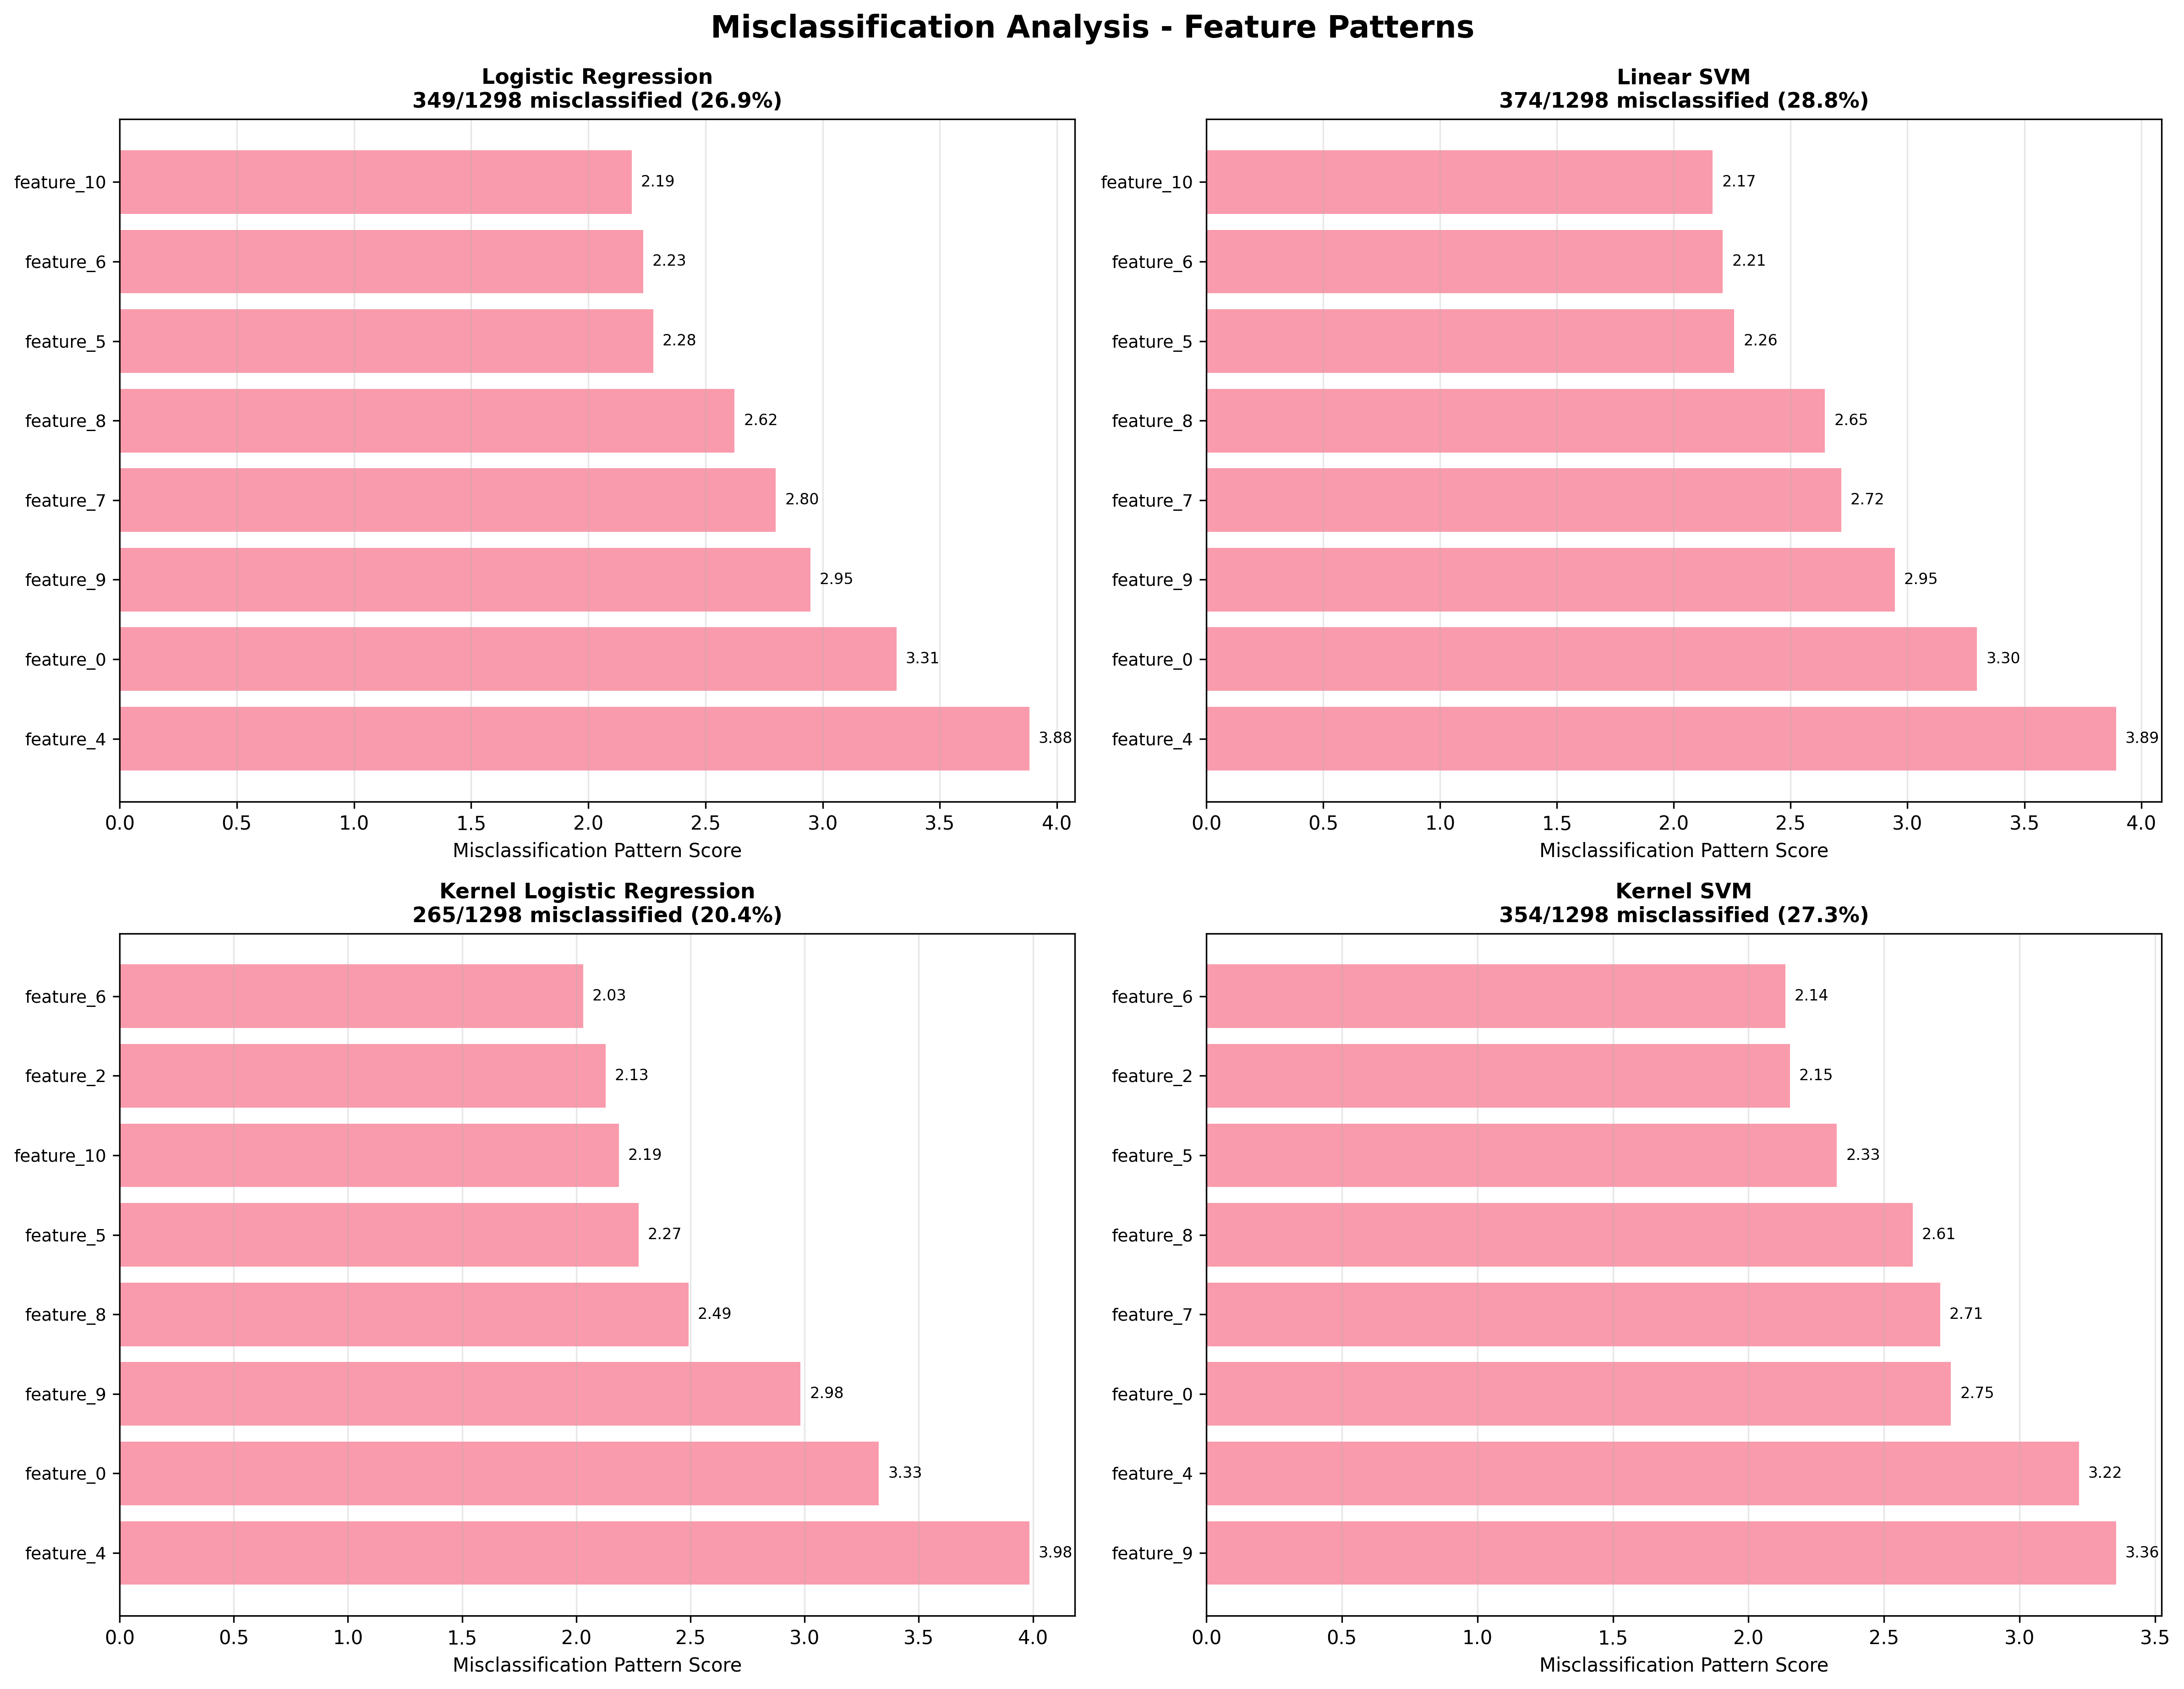 Misclassification Analysis - Feature Patterns
Logistic Regression
349/1298 misclassified (26.9%)
feature_10 2.19
feature_6 2.23
feature_5 2.28
feature_8 2.62
feature_7 2.80
feature_9 2.95
feature_0 3.31
feature_4 3.88
0.0 0.5 1.0 1.5 2.0 2.5 3.0 3.5 4.0
Misclassification Pattern Score
Linear SVM
374/1298 misclassified (28.8%)
feature_10 2.17
feature_6 2.21
feature_5 2.26
feature_8 2.65
feature_7 2.72
feature_9 2.95
feature_0 3.30
feature_4 3.89
0.0 0.5 1.0 1.5 2.0 2.5 3.0 3.5 4.0
Misclassification Pattern Score
Kernel Logistic Regression
265/1298 misclassified (20.4%)
feature_6 2.03
feature_2 2.13
feature_10 2.19
feature_5 2.27
feature_8 2.49
feature_9 2.98
feature_0 3.33
feature_4 3.98
0.0 0.5 1.0 1.5 2.0 2.5 3.0 3.5 4.0
Misclassification Pattern Score
Kernel SVM
354/1298 misclassified (27.3%)
feature_6 2.14
feature_2 2.15
feature_5 2.33
feature_8 2.61
feature_7 2.71
feature_0 2.75
feature_4 3.22
feature_9 3.36
0.0 0.5 1.0 1.5 2.0 2.5 3.0 3.5
Misclassification Pattern Score